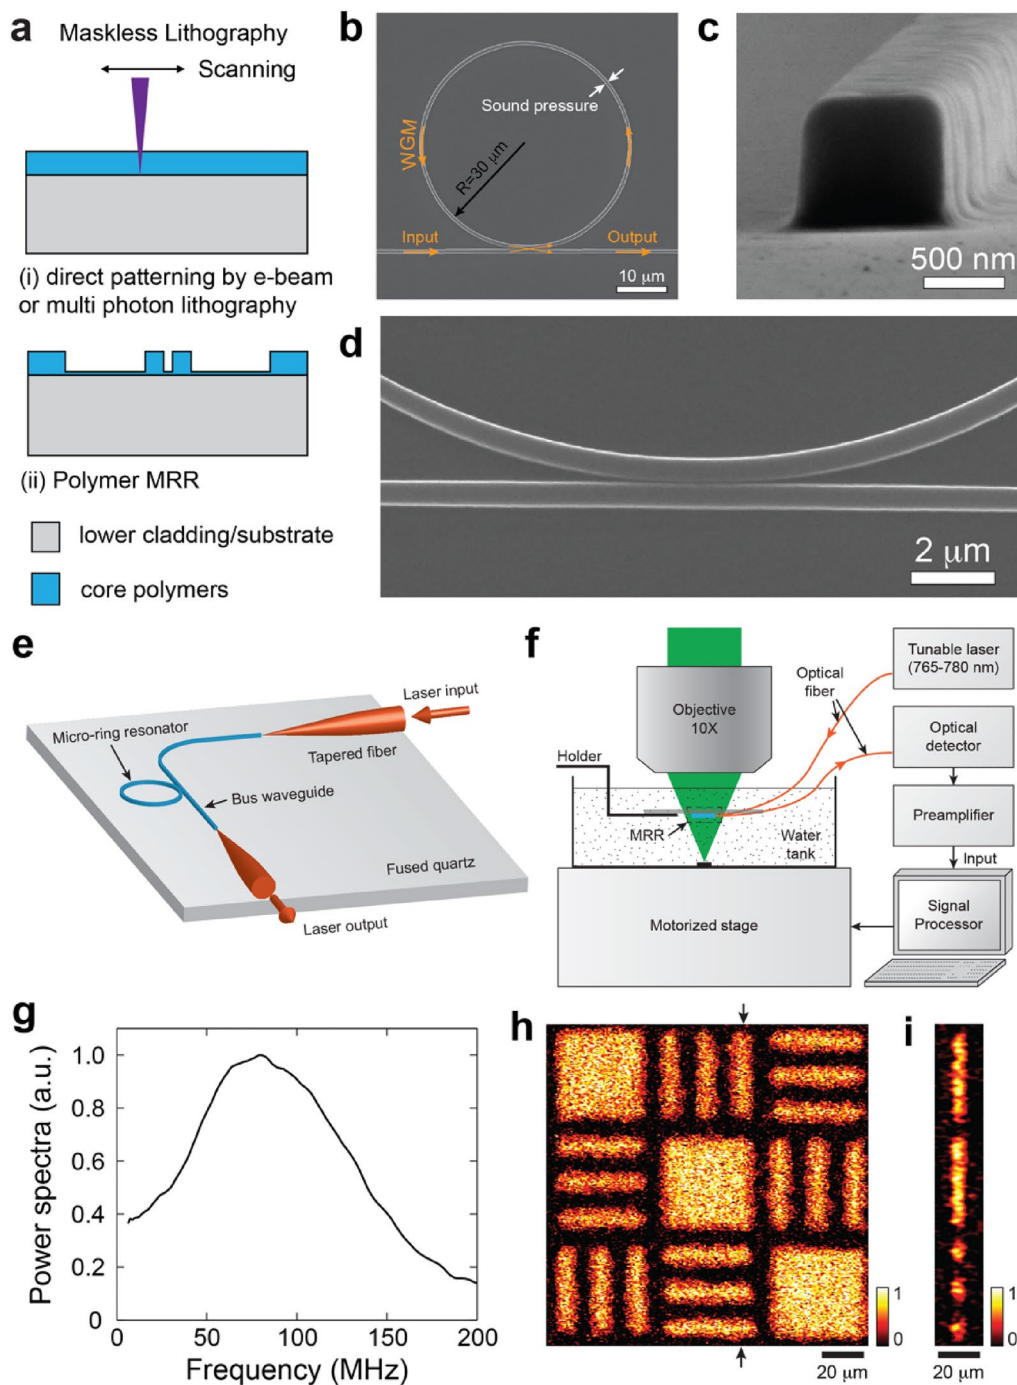 a
Maskless Lithography
Scanning
(i) direct patterning by e-beam
or multi photon lithography
(ii) Polymer MRR
lower cladding/substrate
core polymers
b
Sound pressure
WGM
R=30 μm
Input
Output
10 μm
c
500 nm
d
2 μm
e
Laser input
Micro-ring resonator
Tapered fiber
Bus waveguide
Fused quartz
Laser output
f
Tunable laser
(765-780 nm)
Optical
fiber
Objective
10X
Optical
detector
Holder
MRR
Water
tank
Preamplifier
Input
Signal
Processor
Motorized stage
g
Power spectra (a.u.)
1.0
0.8
0.6
0.4
0.2
0
0
50
100
150
200
Frequency (MHz)
h
1
0
20 μm
i
1
0
20 μm